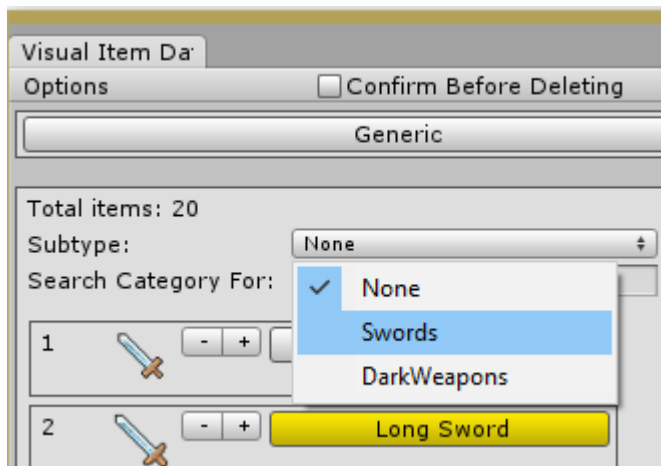 Visual Item Da
Options Confirm Before Deleting
Generic
Total items: 20
Subtype: None
Search Category For:
None
Swords
DarkWeapons
1 - +
2 - + Long Sword